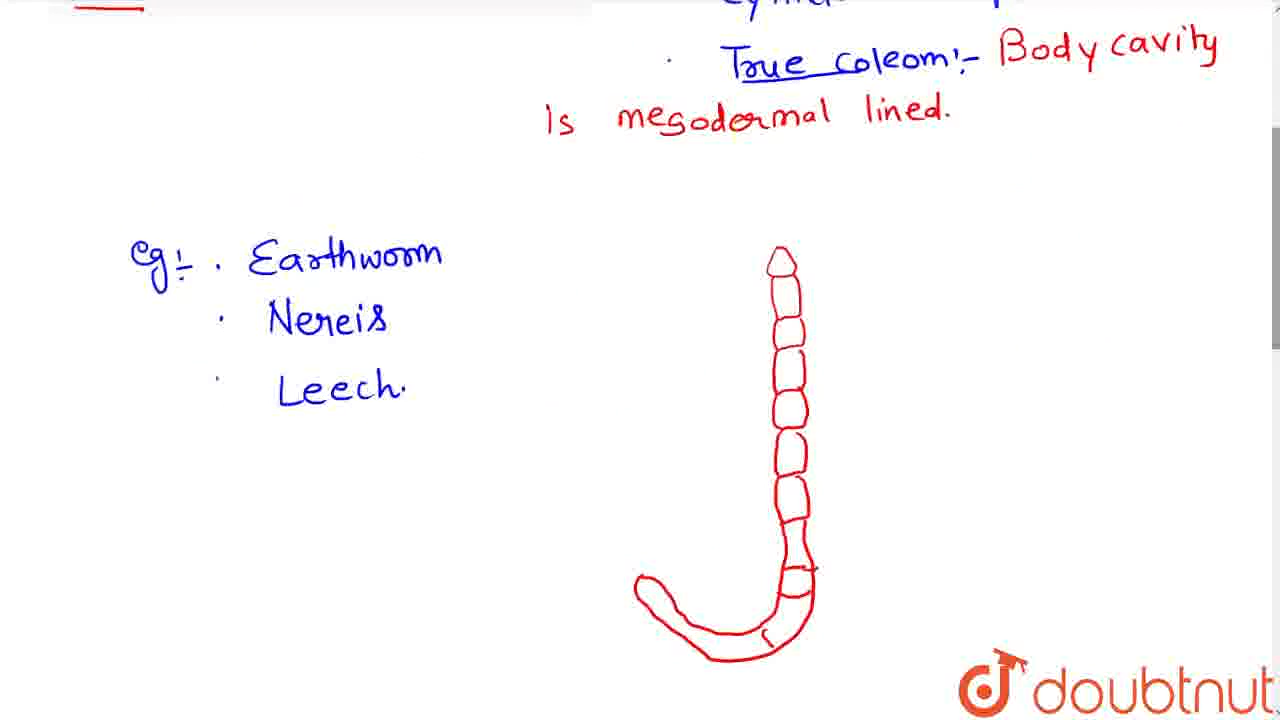 True coleom :- Body cavity
Is mesodermal lined.
eg :- . Earthworm
. Nereis
. Leech.
doubtnut